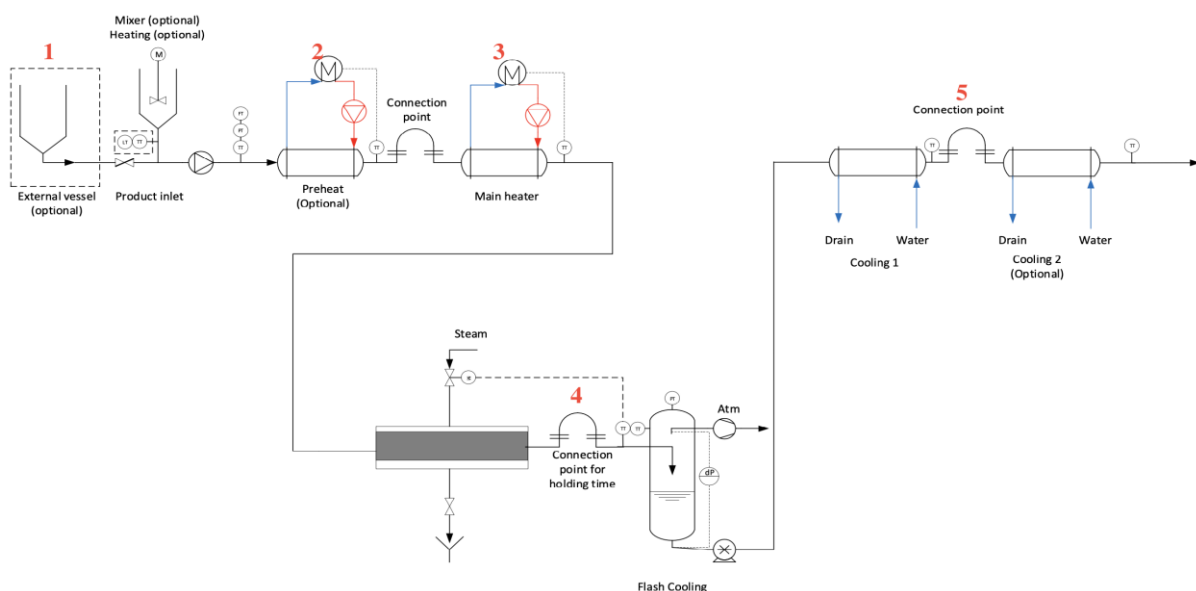 Mixer (optional)
Heating (optional)
1
M
2
M
3
M
Connection
point
5
Connection point
LT
TT
FT
PT
TT
TT
TT
TT
TT
External vessel
(optional)
Product inlet
Preheat
(Optional)
Main heater
Drain
Water
Drain
Water
Cooling 1
Cooling 2
(Optional)
Steam
4
PT
TT
TT
Atm
Connection
point for
holding time
dP
Flash Cooling